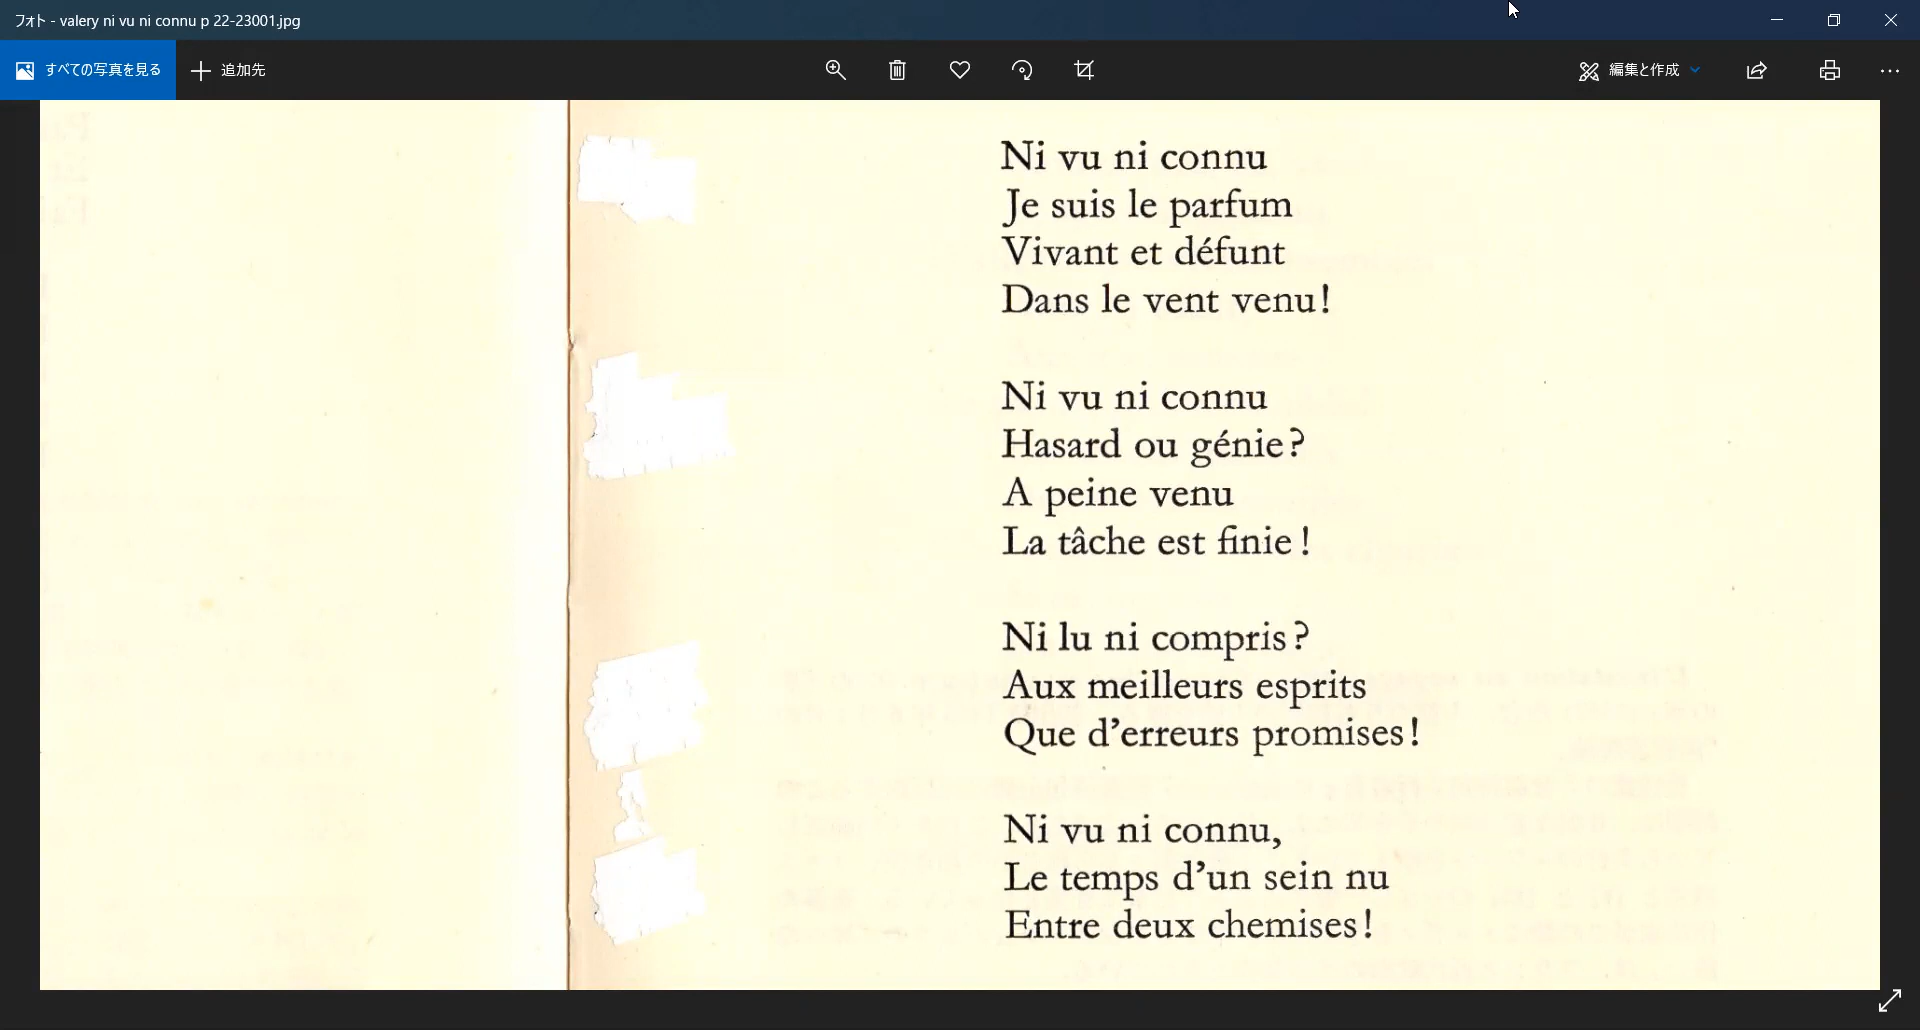 フォト - valery ni vu ni connu p 22-23001.jpg
すべての写真を見る
追加先
編集と作成
Ni vu ni connu
Je suis le parfum
Vivant et défunt
Dans le vent venu!
Ni vu ni connu
Hasard ou génie?
A peine venu
La tâche est finie!
Ni lu ni compris?
Aux meilleurs esprits
Que d'erreurs promises!
Ni vu ni connu,
Le temps d'un sein nu
Entre deux chemises!